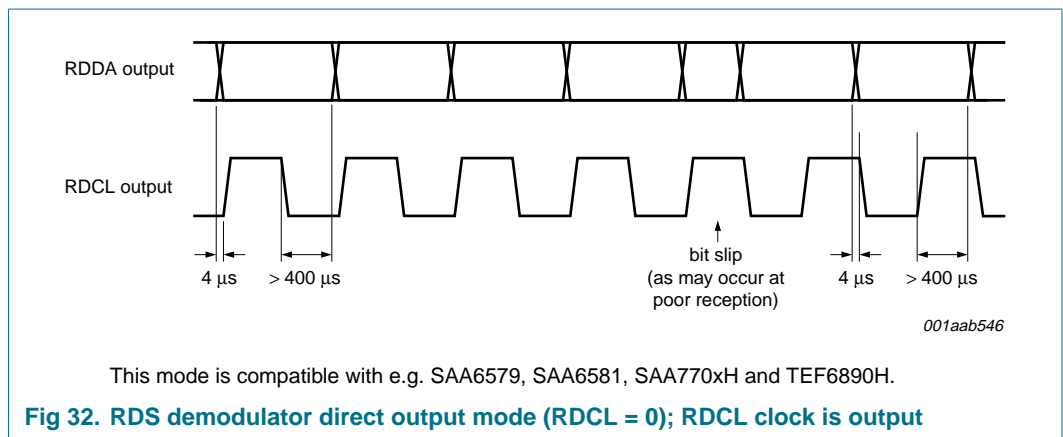 RDDA output
RDCL output
4 μs
> 400 μs
bit slip
(as may occur at
poor reception)
4 μs
> 400 μs
001aab546
This mode is compatible with e.g. SAA6579, SAA6581, SAA770xH and TEF6890H.
Fig 32. RDS demodulator direct output mode (RDCL = 0); RDCL clock is output